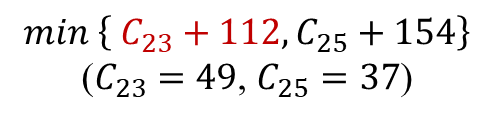 min { C₂₃ + 112, C₂₅ + 154}
(C₂₃ = 49, C₂₅ = 37)